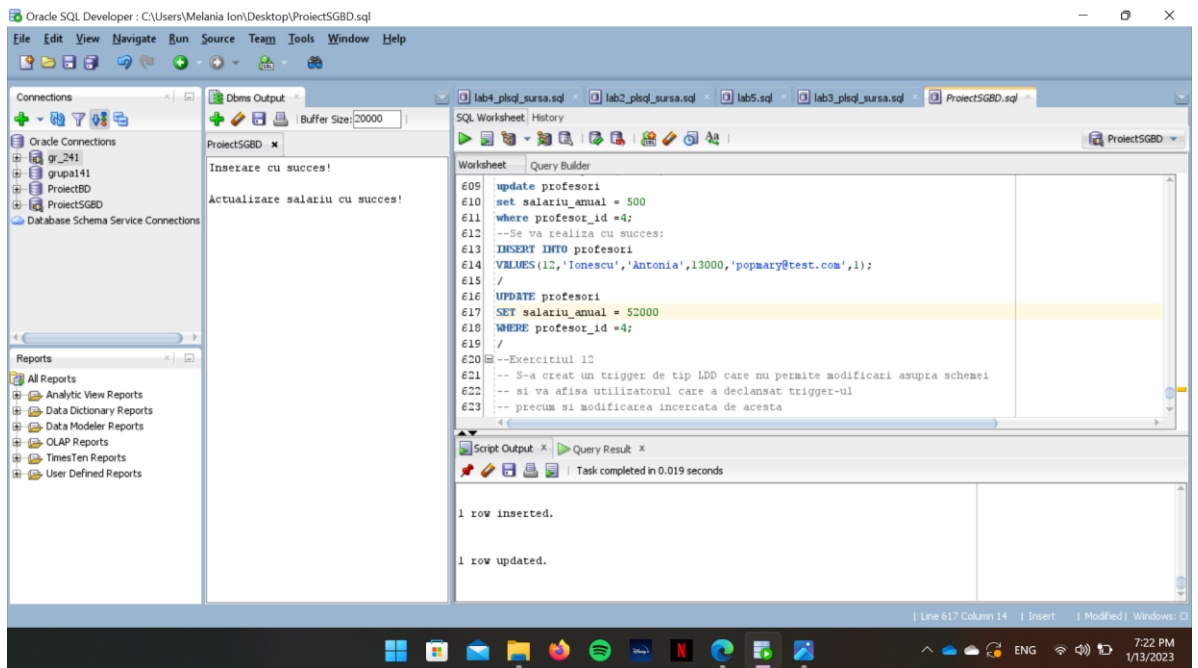 Oracle SQL Developer : C:\Users\Melania Ion\Desktop\ProiectSGBD.sql
File Edit View Navigate Run Source Team Tools Window Help
Connections
Oracle Connections
gr_241
grupa141
ProiectBD
ProiectSGBD
Database Schema Service Connections
Reports
All Reports
Analytic View Reports
Data Dictionary Reports
Data Modeler Reports
OLAP Reports
TimesTen Reports
User Defined Reports
Dbms Output
Buffer Size: 20000
ProiectSGBD
Inserare cu succes!
Actualizare salariu cu succes!
lab4_plsql_sursa.sql lab2_plsql_sursa.sql lab5.sql lab3_plsql_sursa.sql ProiectSGBD.sql
SQL Worksheet History
ProiectSGBD
Worksheet Query Builder
609 update profesori
610 set salariu_anual = 500
611 where profesor_id =4;
612 --Se va realiza cu succes:
613 INSERT INTO profesori
614 VALUES(12,'Ionescu','Antonia',13000,'popmary@test.com',1);
615 /
616 UPDATE profesori
617 SET salariu_anual = 52000
618 WHERE profesor_id =4;
619 /
620 --Exercitiul 12
621 -- S-a creat un trigger de tip LDD care nu permite modificari asupra schemei
622 -- si va afisa utilizatorul care a declansat trigger-ul
623 -- precum si modificarea incercata de acesta
Script Output Query Result
Task completed in 0.019 seconds
1 row inserted.
1 row updated.
Line 617 Column 14 Insert Modified Windows: Cl
ENG
7:22 PM
1/13/2023